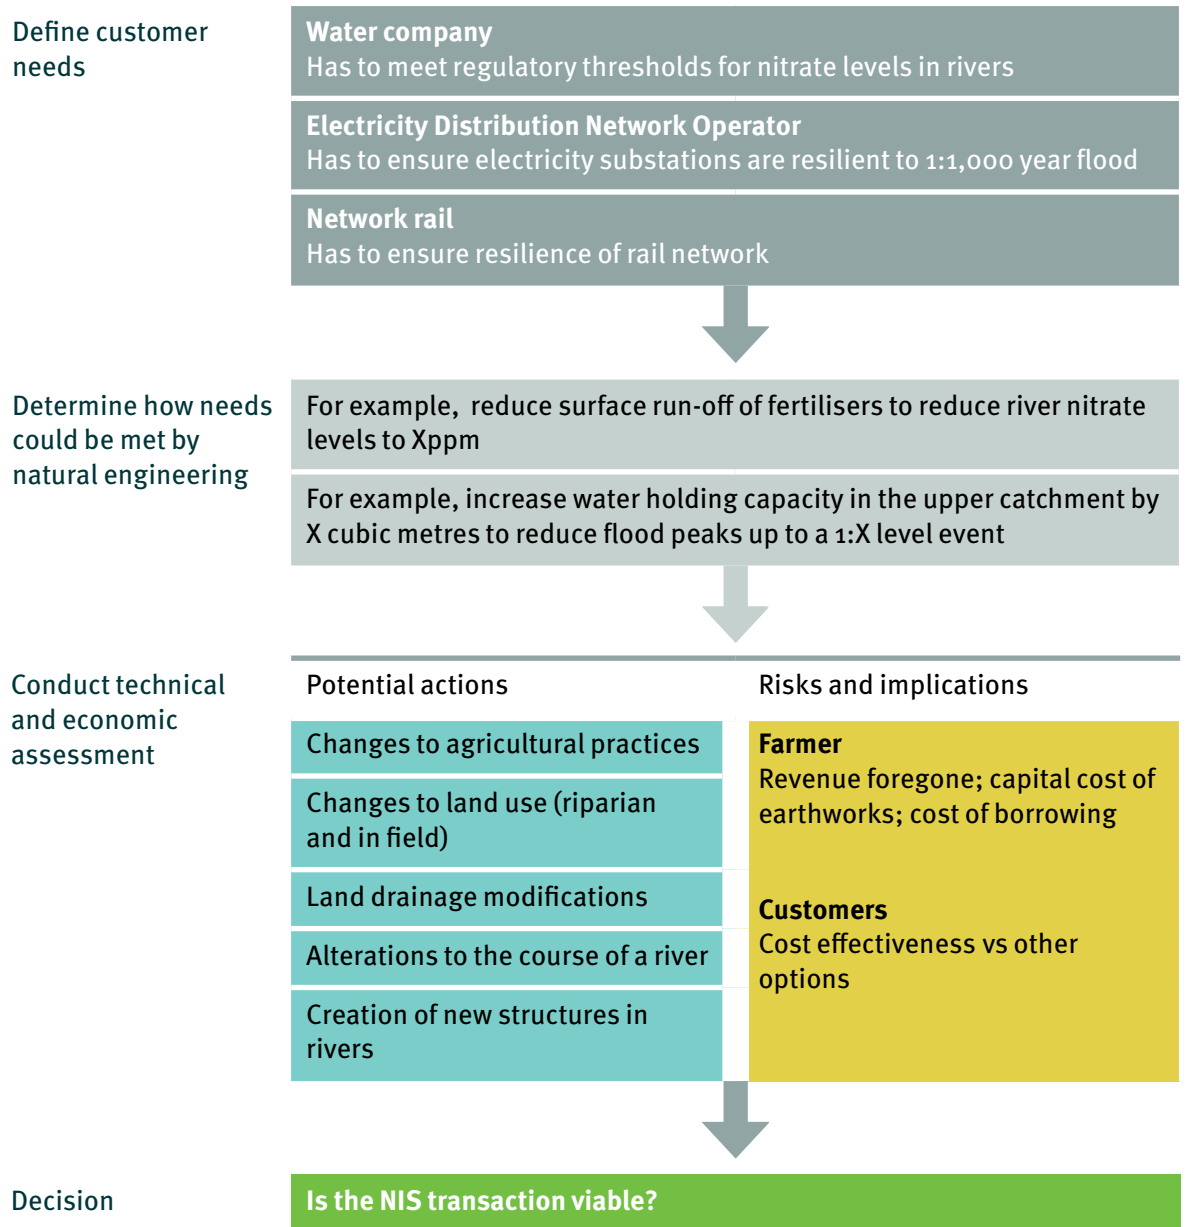 Define customer
needs
Water company
Has to meet regulatory thresholds for nitrate levels in rivers
Electricity Distribution Network Operator
Has to ensure electricity substations are resilient to 1:1,000 year flood
Network rail
Has to ensure resilience of rail network
Determine how needs
could be met by
natural engineering
For example, reduce surface run-off of fertilisers to reduce river nitrate
levels to Xppm
For example, increase water holding capacity in the upper catchment by
X cubic metres to reduce flood peaks up to a 1:X level event
Conduct technical
and economic
assessment
Potential actions
Changes to agricultural practices
Changes to land use (riparian
and in field)
Land drainage modifications
Alterations to the course of a river
Creation of new structures in
rivers
Risks and implications
Farmer
Revenue foregone; capital cost of
earthworks; cost of borrowing
Customers
Cost effectiveness vs other
options
Decision
Is the NIS transaction viable?